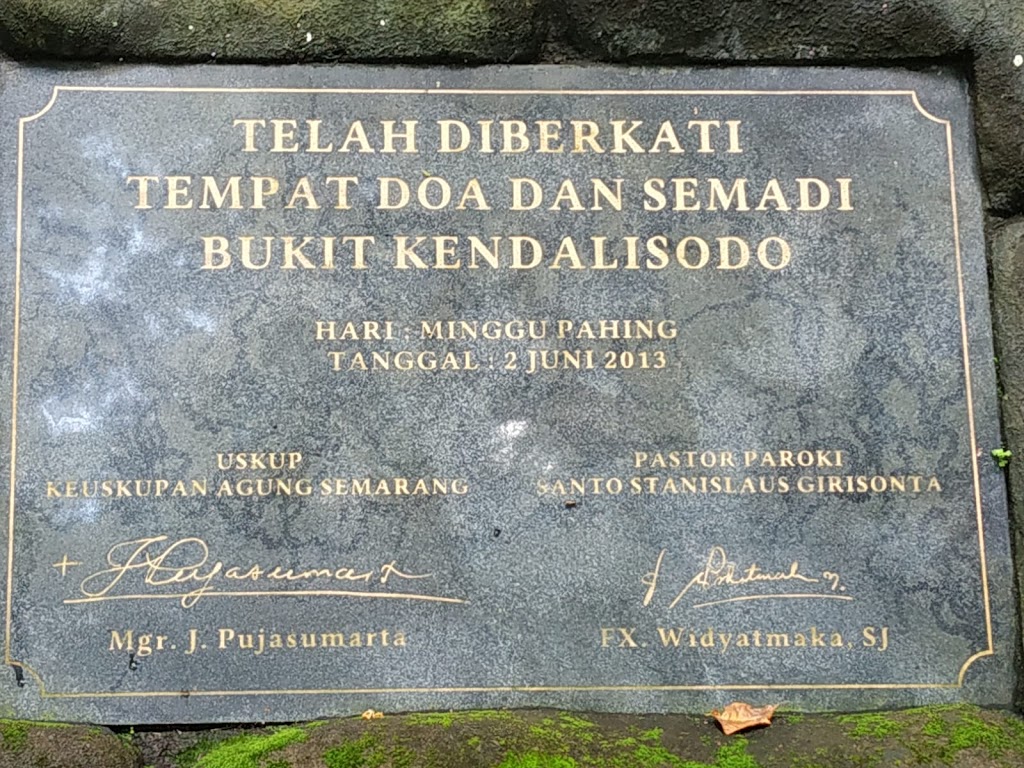 TELAH DIBERKATI
TEMPAT DOA DAN SEMADI
BUKIT KENDALISODO
HARI : MINGGU PAHING
TANGGAL : 2 JUNI 2013
USKUP
KEUSKUPAN AGUNG SEMARANG
PASTOR PAROKI
SANTO STANISLAUS GIRISONTA
+ J Pujasumarta
Mgr. J. Pujasumarta
FX. Widyatmaka, SJ